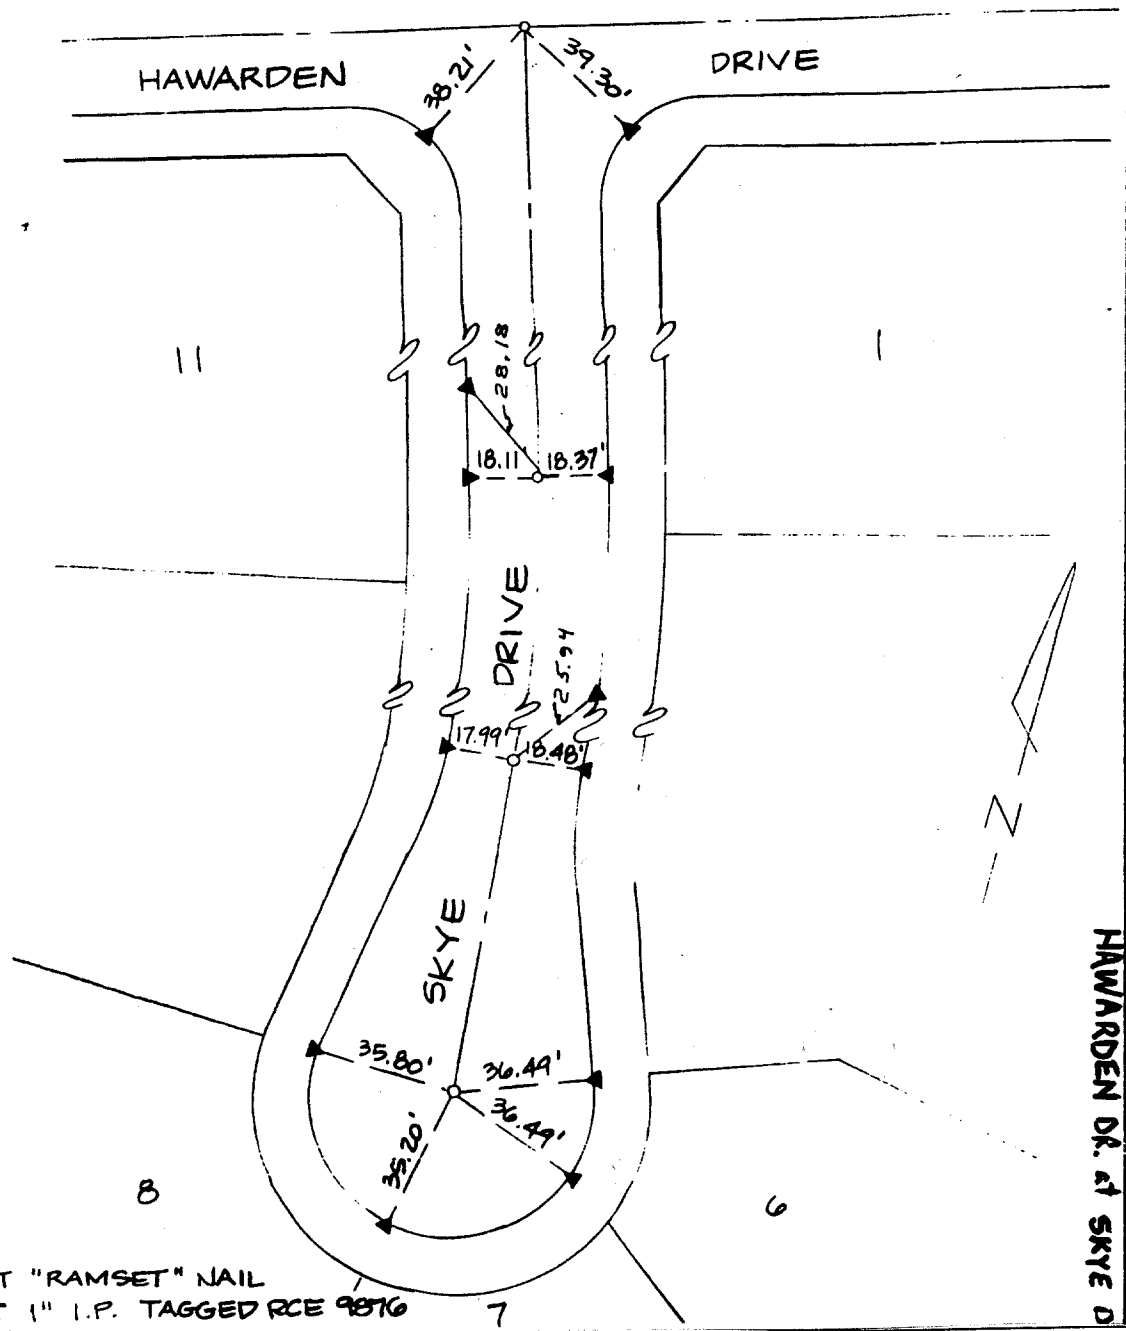 HAWARDEN DRIVE
38.21'
39.30'
11
1
28.18
18.11' 18.37'
DRIVE
25.94
17.99' 18.48'
SKYE
N
35.80'
36.49'
36.49'
35.20'
8
6
7
T "RAMSET" NAIL
1" I.P. TAGGED RCE 9876
HAWARDEN DR. at SKYE D